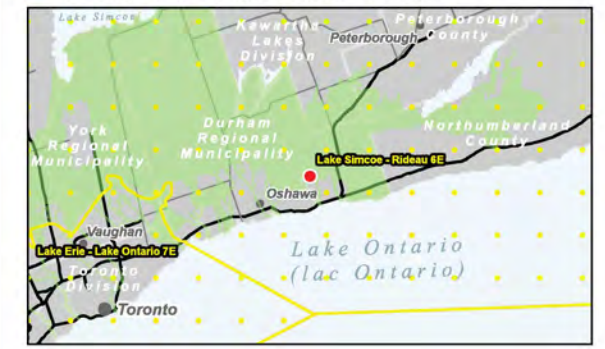 Lake Simcoe
Kawartha
Lakes
Division
Peterborough
Peterborough
County
York
Regional
Municipality
Durham
Regional
Municipality
Northumberland
County
Lake Simcoe - Rideau 6E
Oshawa
Vaughan
Lake Erie - Lake Ontario 7E
Toronto
Division
Toronto
Lake Ontario
(lac Ontario)